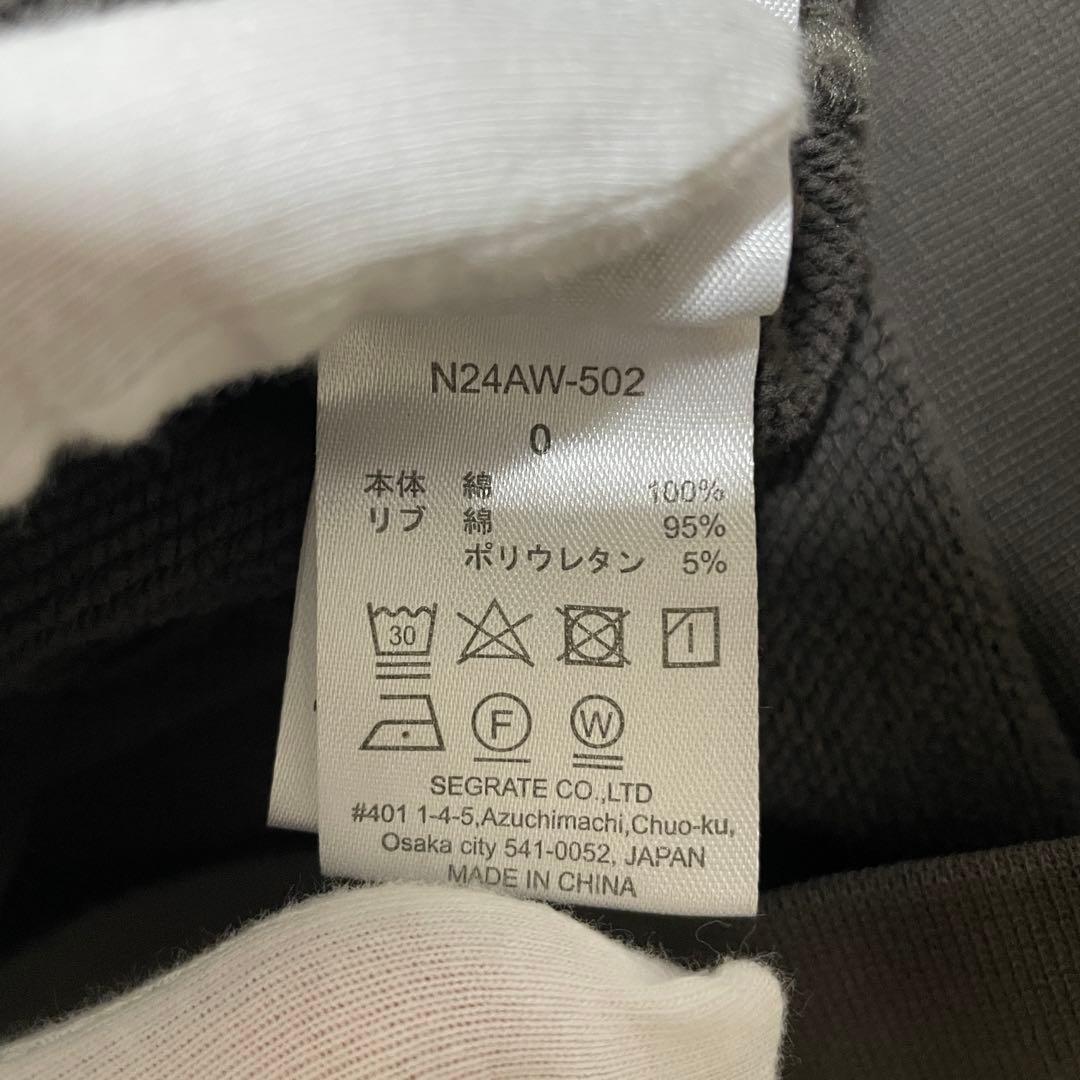 N24AW-502
0
本体 綿 100%
リブ 綿 95%
ポリウレタン 5%
30
F W
SEGRATE CO.,LTD
#401 1-4-5,Azuchimachi,Chuo-ku,
Osaka city 541-0052, JAPAN
MADE IN CHINA